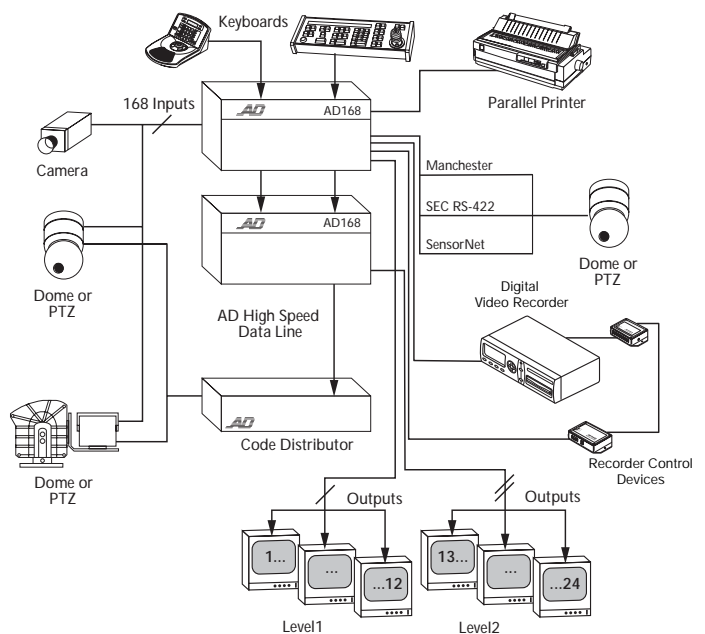 Keyboards
Parallel Printer
168 Inputs
AD AD168
Camera
Manchester
SEC RS-422
SensorNet
AD AD168
Dome or
PTZ
Dome or
PTZ
Digital
Video Recorder
AD High Speed
Data Line
AD
Code Distributor
Recorder Control
Devices
Dome or
PTZ
Outputs
Outputs
1...
...
...12
13...
...
...24
Level1
Level2